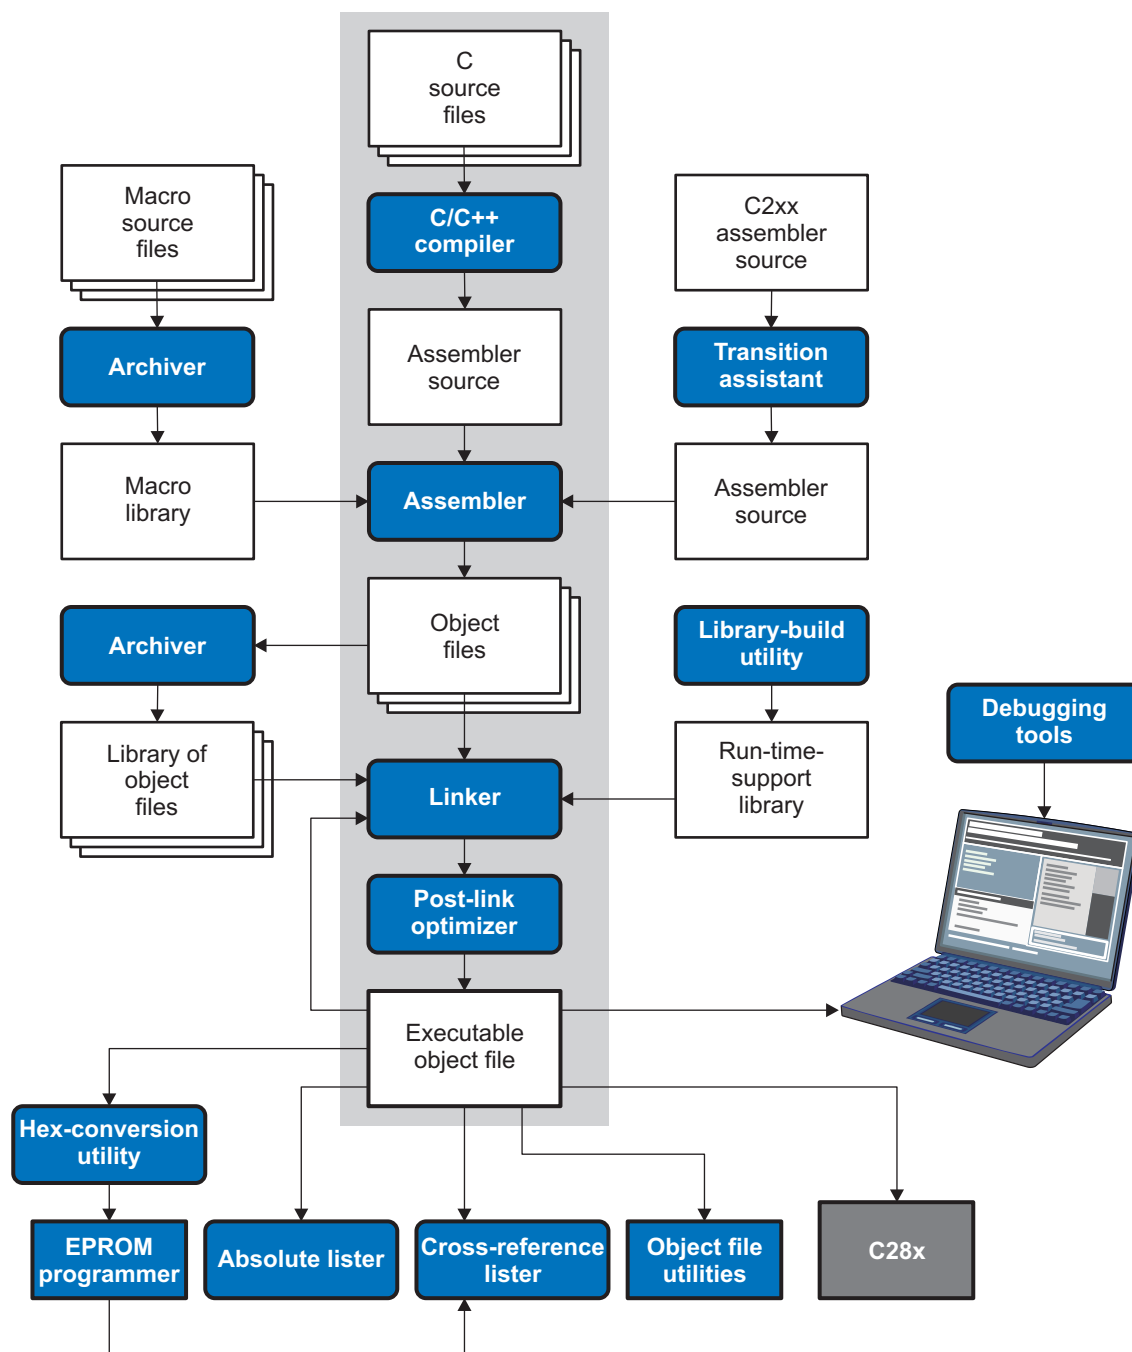 C
source
files
Macro
source
files
C/C++
compiler
C2xx
assembler
source
Archiver
Assembler
source
Transition
assistant
Macro
library
Assembler
Assembler
source
Archiver
Object
files
Library-build
utility
Debugging
tools
Library of
object
files
Linker
Run-time-
support
library
Post-link
optimizer
Executable
object file
Hex-conversion
utility
EPROM
programmer
Absolute lister
Cross-reference
lister
Object file
utilities
C28x